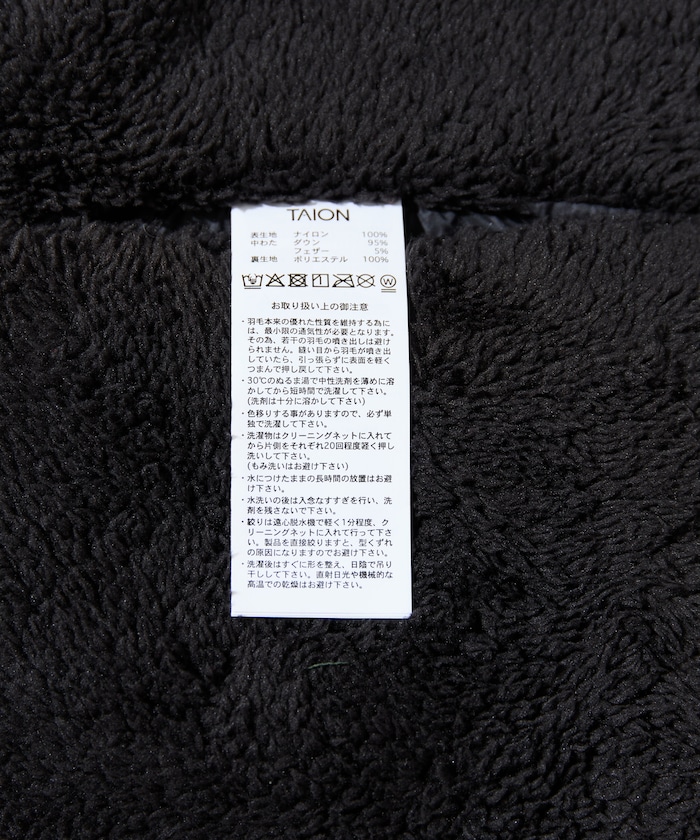 TAION
表生地 ナイロン 100%
中わた ダウン 95%
フェザー 5%
裏生地 ポリエステル 100%
W
お取り扱い上の御注意
・羽毛本来の優れた性質を維持する為に
は、最小限の通気性が必要となります。
その為、若干の羽毛の噴き出しは避け
られません。縫い目から羽毛が噴き出
していたら、引っ張らずに表面を軽く
つまんで押し戻して下さい。
・30℃のぬるま湯で中性洗剤を薄めに溶
かしてから短時間で洗濯して下さい。
(洗剤は十分に溶かして下さい)
・色移りする事がありますので、必ず単
独で洗濯して下さい。
・洗濯物はクリーニングネットに入れて
から片側をそれぞれ20回程度軽く押し
洗いして下さい。
(もみ洗いはお避け下さい)
・水につけたままの長時間の放置はお避
け下さい。
・水洗いの後は入念なすすぎを行い、洗
剤を残さないで下さい。
・絞りは遠心脱水機で軽く1分程度、ク
リーニングネットに入れて行って下さ
い。製品を直接絞りますと、型くずれ
の原因になりますのでお避け下さい。
・洗濯後はすぐに形を整え、日陰で吊り
干しして下さい。直射日光や機械的な
高温での乾燥はお避け下さい。